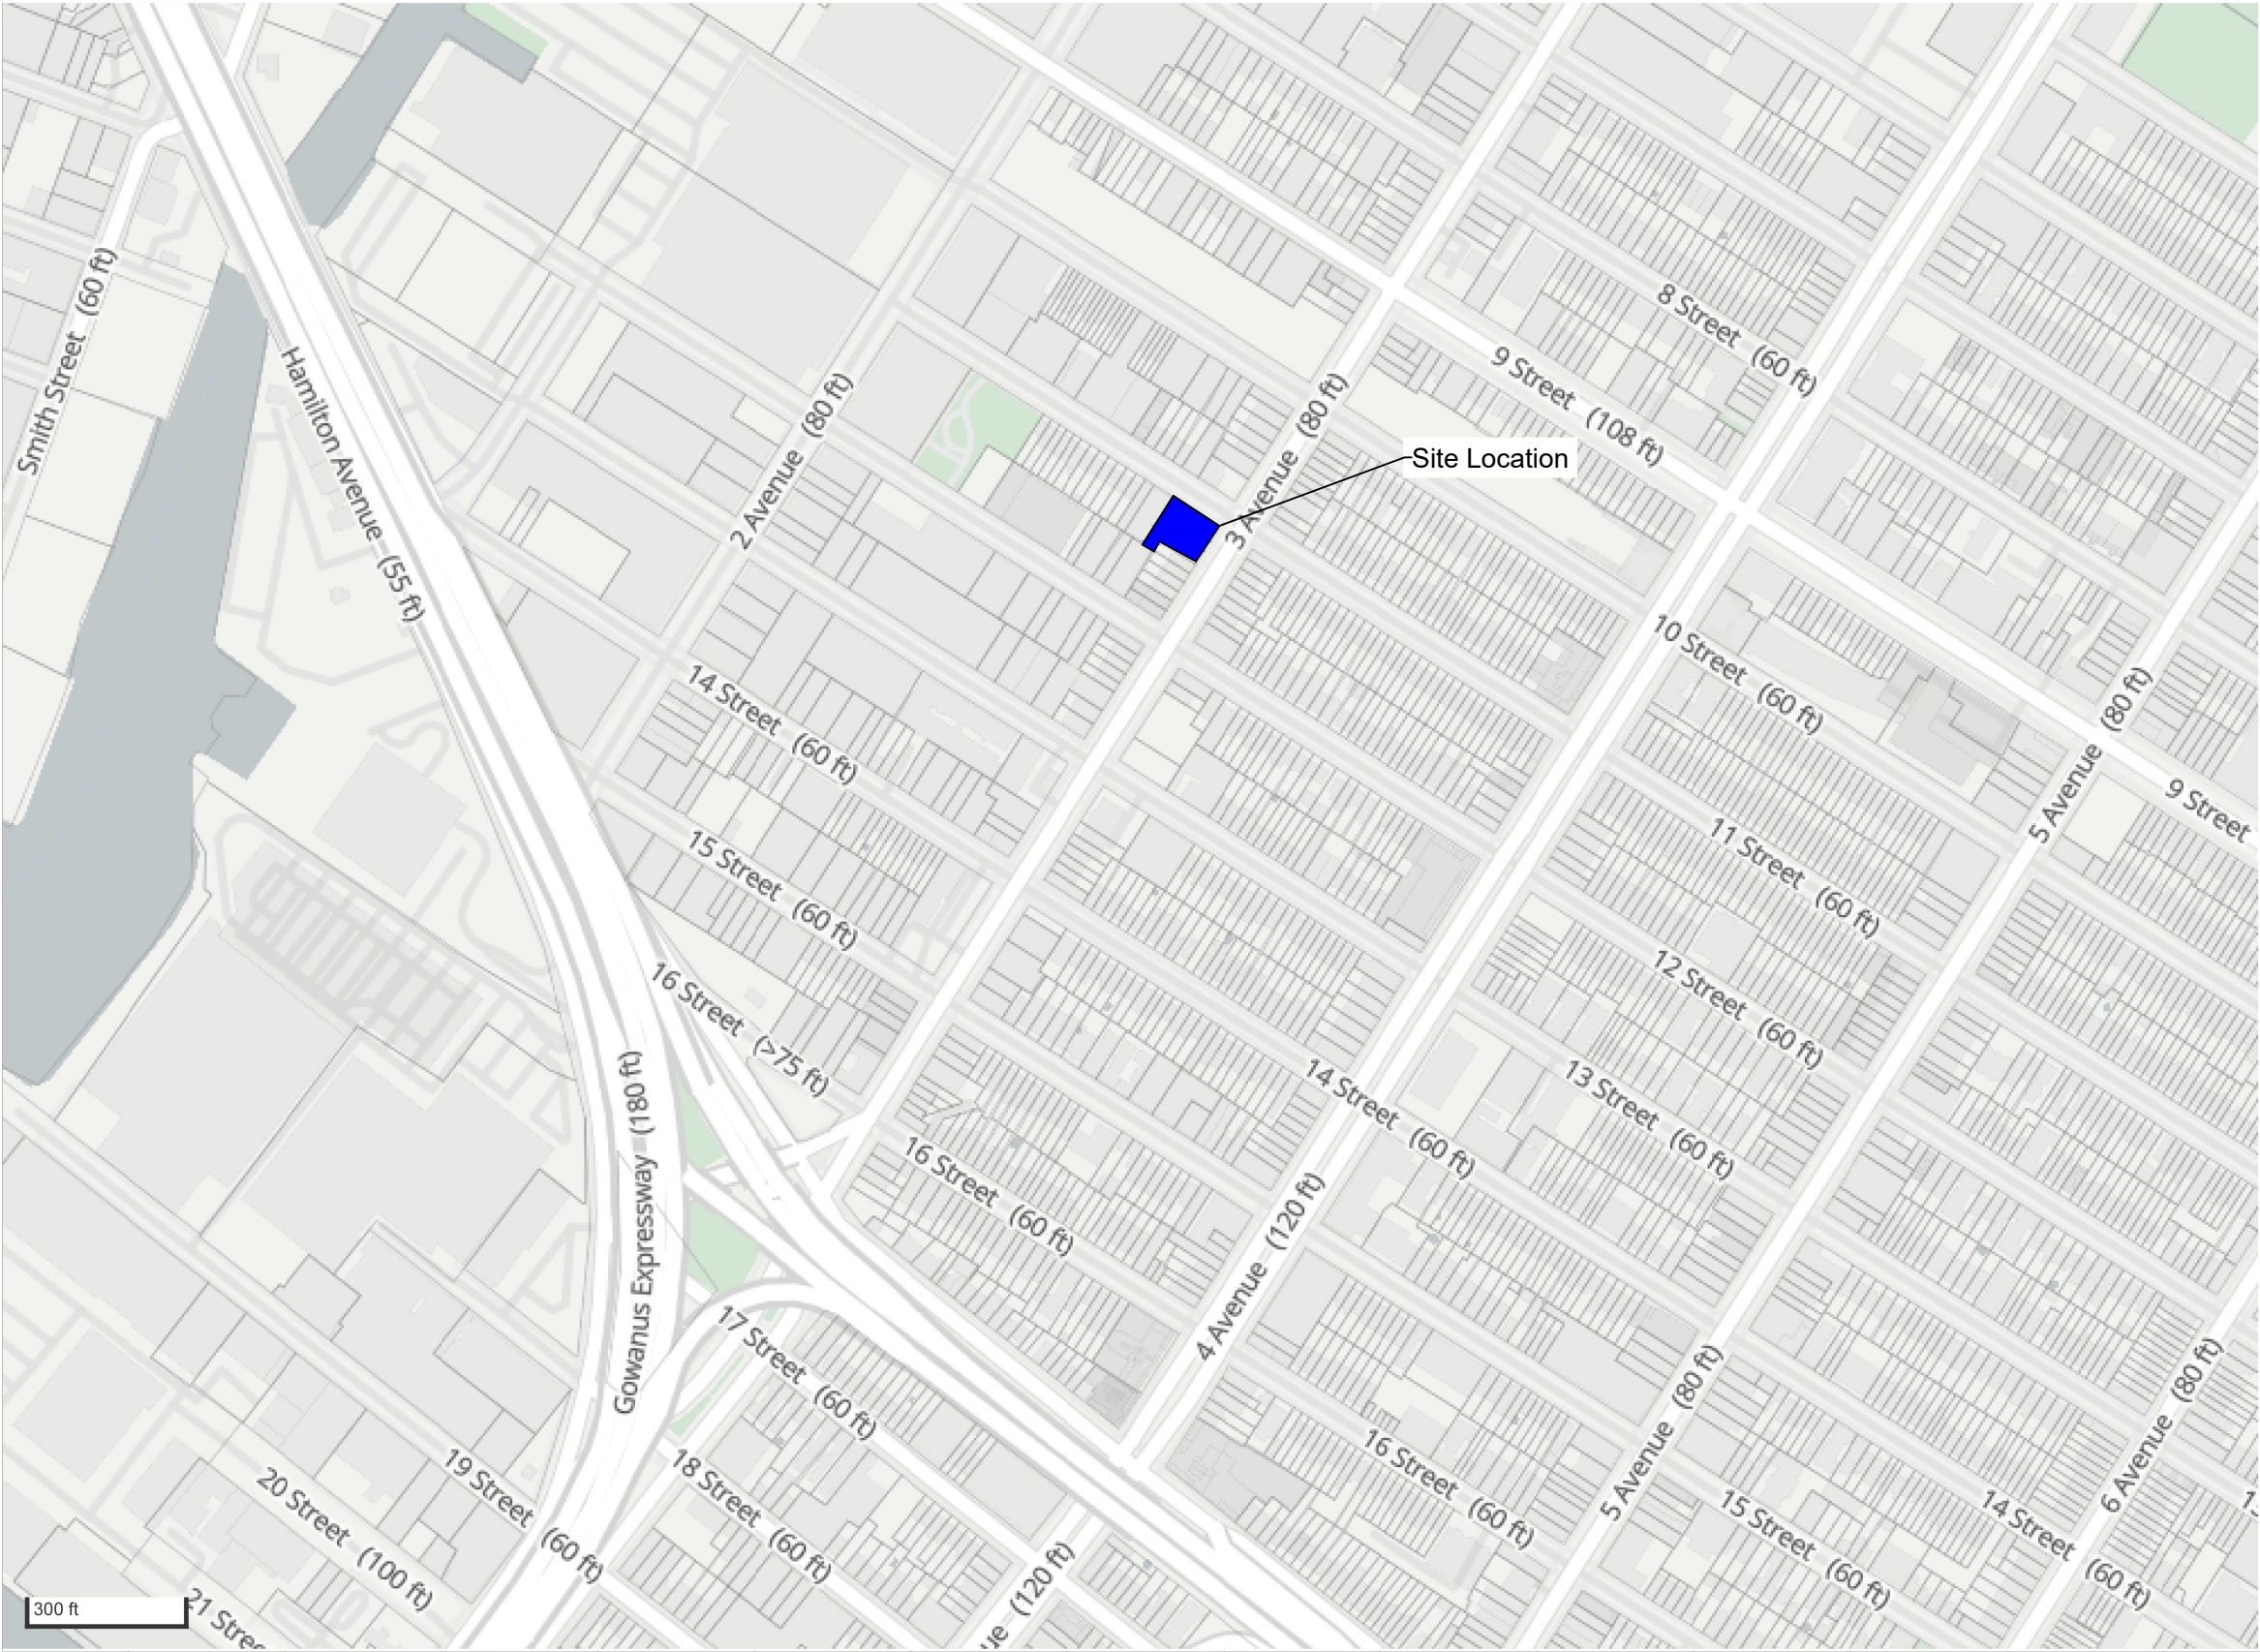 Smith Street (60 ft)
Hamilton Avenue (55 ft)
2 Avenue (80 ft)
3 Avenue (80 ft)
Site Location
8 Street (60 ft)
9 Street (108 ft)
10 Street (60 ft)
5 Avenue (80 ft)
9 Street
11 Street (60 ft)
12 Street (60 ft)
13 Street (60 ft)
14 Street (60 ft)
14 Street (60 ft)
15 Street (60 ft)
16 Street (>75 ft)
Gowanus Expressway (180 ft)
16 Street (60 ft)
4 Avenue (120 ft)
17 Street (60 ft)
18 Street (60 ft)
19 Street (60 ft)
20 Street (100 ft)
21 Stree
ue (120 ft)
16 Street (60 ft)
5 Avenue (80 ft)
15 Street (60 ft)
14 Street (60 ft)
6 Avenue (80 ft)
300 ft